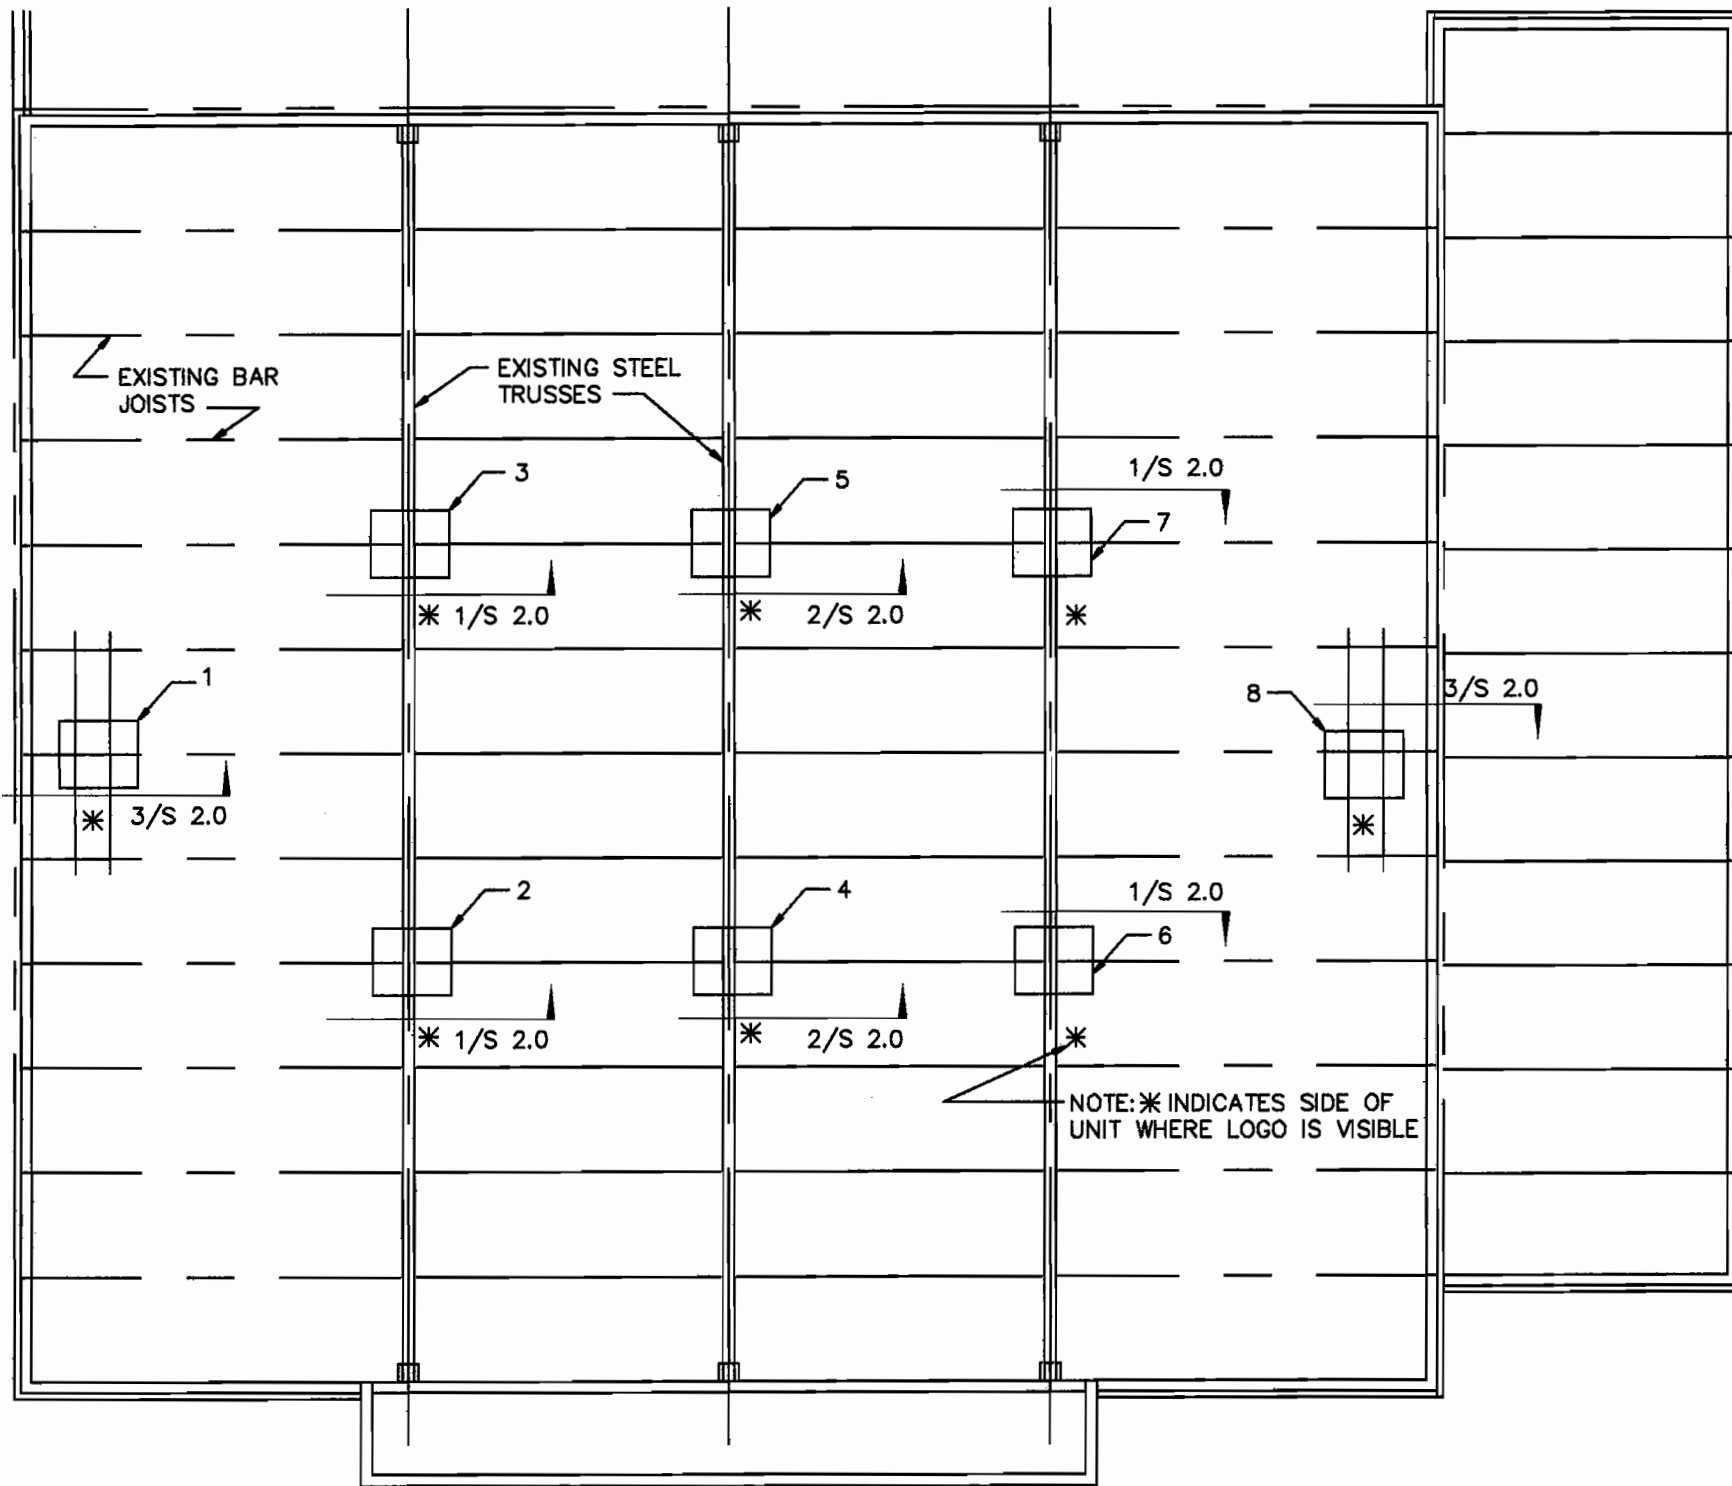 EXISTING BAR
JOISTS
EXISTING STEEL
TRUSSES
3
5
1/S 2.0
7
✳ 1/S 2.0
✳ 2/S 2.0
✳
1
8
3/S 2.0
✳ 3/S 2.0
✳
2
4
1/S 2.0
6
✳ 1/S 2.0
✳ 2/S 2.0
✳
NOTE:✳ INDICATES SIDE OF
UNIT WHERE LOGO IS VISIBLE